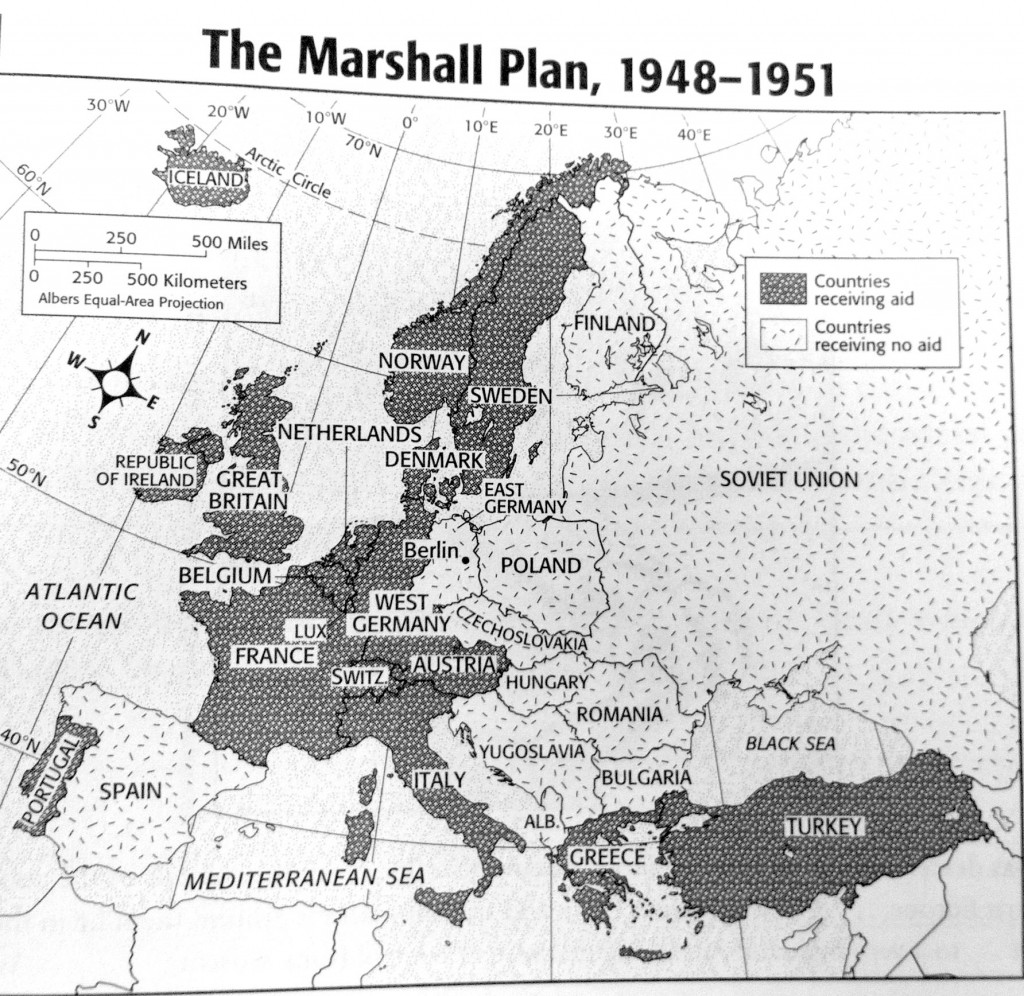 The Marshall Plan, 1948–1951
30°W
20°W
10°W
0°
10°E
20°E
30°E
40°E
70°N
60°N
Arctic Circle
ICELAND
0 250 500 Miles
0 250 500 Kilometers
Albers Equal-Area Projection
Countries
receiving aid
Countries
receiving no aid
N
W
E
S
FINLAND
NORWAY
SWEDEN
NETHERLANDS
DENMARK
REPUBLIC
OF IRELAND
GREAT
BRITAIN
50°N
EAST
GERMANY
SOVIET UNION
Berlin
POLAND
BELGIUM
ATLANTIC
OCEAN
WEST
GERMANY
CZECHOSLOVAKIA
LUX
FRANCE
SWITZ.
AUSTRIA
HUNGARY
ROMANIA
40°N
YUGOSLAVIA
BLACK SEA
PORTUGAL
SPAIN
ITALY
BULGARIA
ALB.
TURKEY
GREECE
MEDITERRANEAN SEA